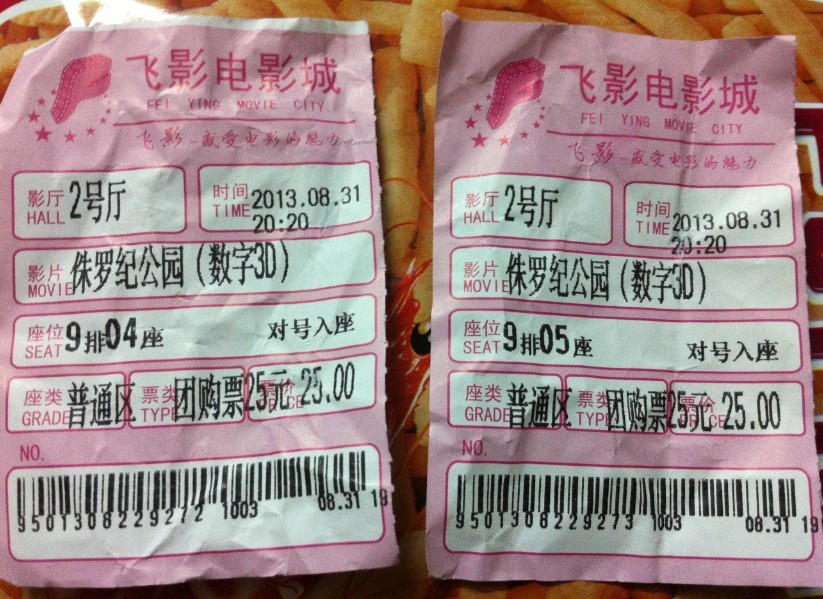 飞影电影城
FEI YING MOVIE CITY
飞影－感受电影的魅力
影厅 HALL 2号厅
时间 TIME 2013.08.31
20:20
影片 MOVIE 侏罗纪公园（数字3D）
座位 SEAT 9排04座 对号入座
座类 GRADE 普通区 票类 TYPE 团购票25元 票价 PRICE 25.00
NO.
9501308229272 1003 08.31 19
飞影电影城
FEI YING MOVIE CITY
飞影－感受电影的魅力
影厅 HALL 2号厅
时间 TIME 2013.08.31
20:20
影片 MOVIE 侏罗纪公园（数字3D）
座位 SEAT 9排05座 对号入座
座类 GRADE 普通区 票类 TYPE 团购票25元 票价 PRICE 25.00
NO.
9501308229273 1003 08.31 19